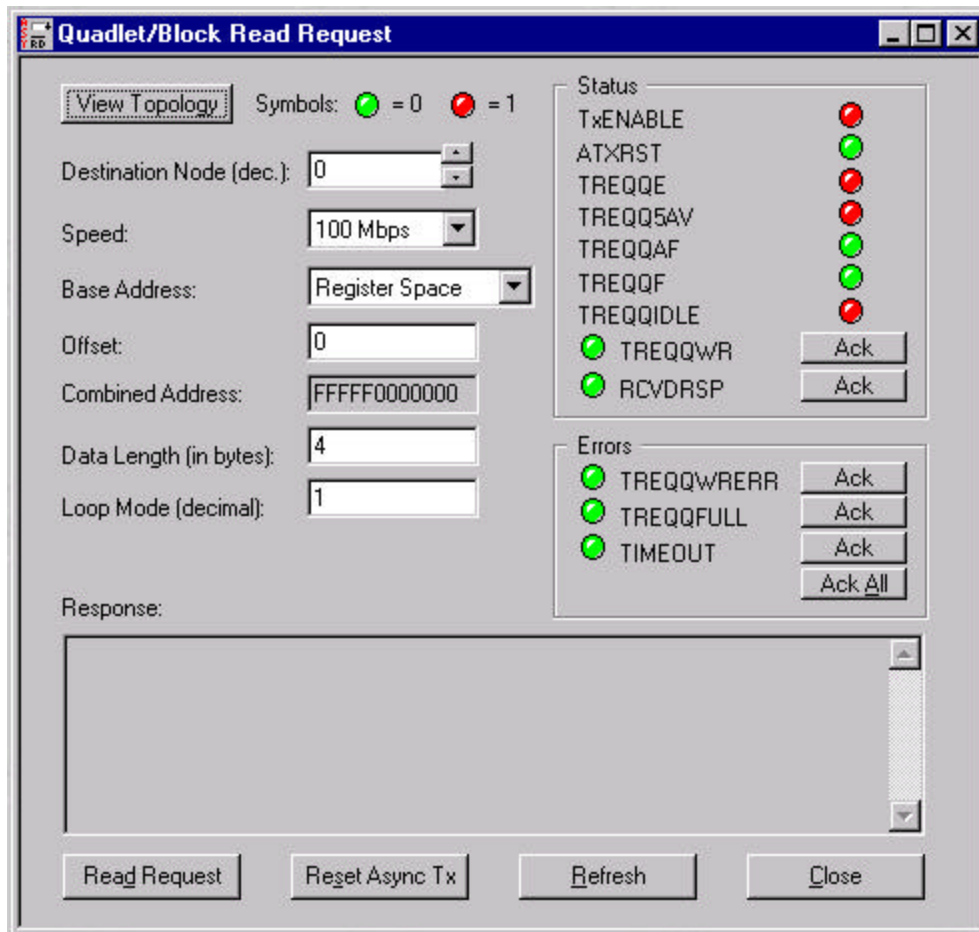 Quadlet/Block Read Request
View Topology
Symbols: = 0 = 1
Destination Node (dec.): 0
Speed: 100 Mbps
Base Address: Register Space
Offset: 0
Combined Address: FFFFF0000000
Data Length (in bytes): 4
Loop Mode (decimal): 1
Status
TxENABLE
ATXRST
TREQQE
TREQQ5AV
TREQQAF
TREQQF
TREQQIDLE
TREQQWR Ack
RCVDRSP Ack
Errors
TREQQWRERR Ack
TREQQFULL Ack
TIMEOUT Ack
Ack All
Response:
Read Request
Reset Async Tx
Refresh
Close